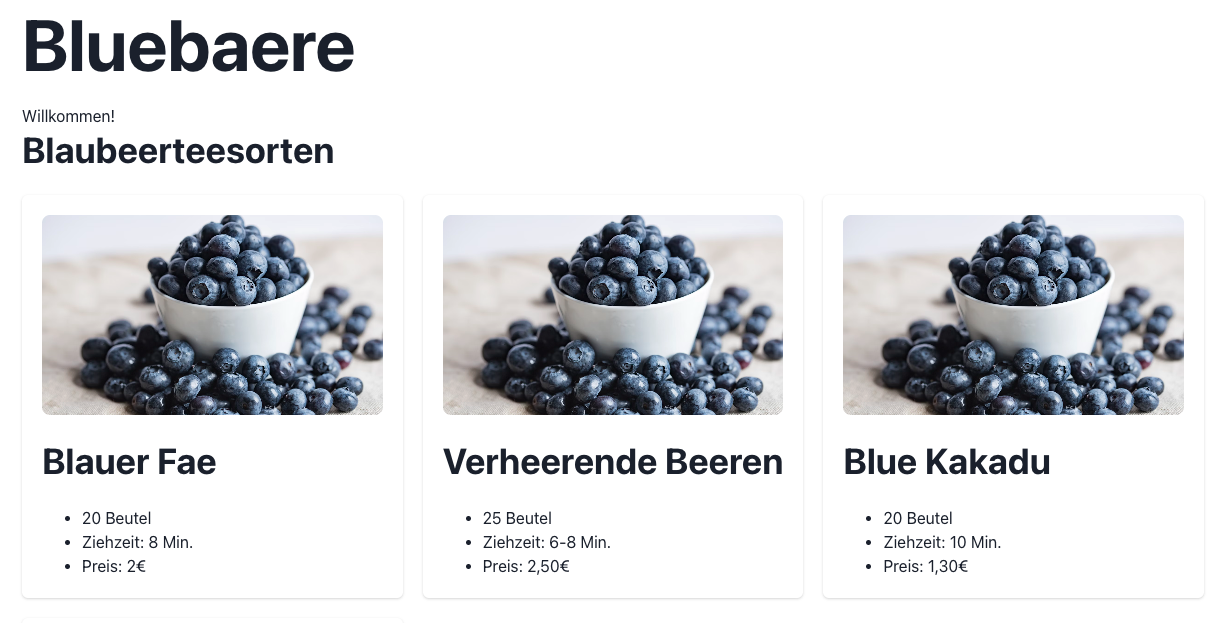 Bluebaere
Willkommen!
Blaubeerteesorten
Blauer Fae
20 Beutel
Ziehzeit: 8 Min.
Preis: 2€
Verheerende Beeren
25 Beutel
Ziehzeit: 6-8 Min.
Preis: 2,50€
Blue Kakadu
20 Beutel
Ziehzeit: 10 Min.
Preis: 1,30€